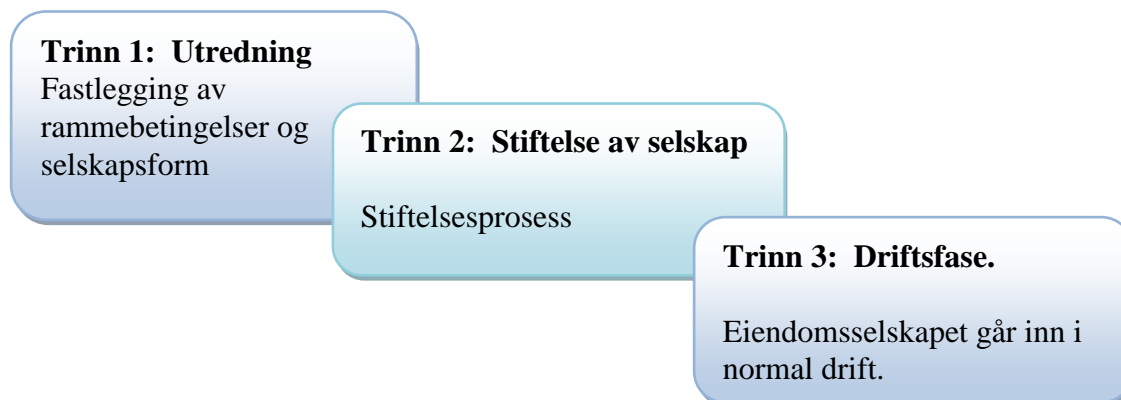 Trinn 1:  Utredning
Fastlegging av
rammebetingelser og
selskapsform
Trinn 2:  Stiftelse av selskap
Stiftelsesprosess
Trinn 3:  Driftsfase.
Eiendomsselskapet går inn i
normal drift.